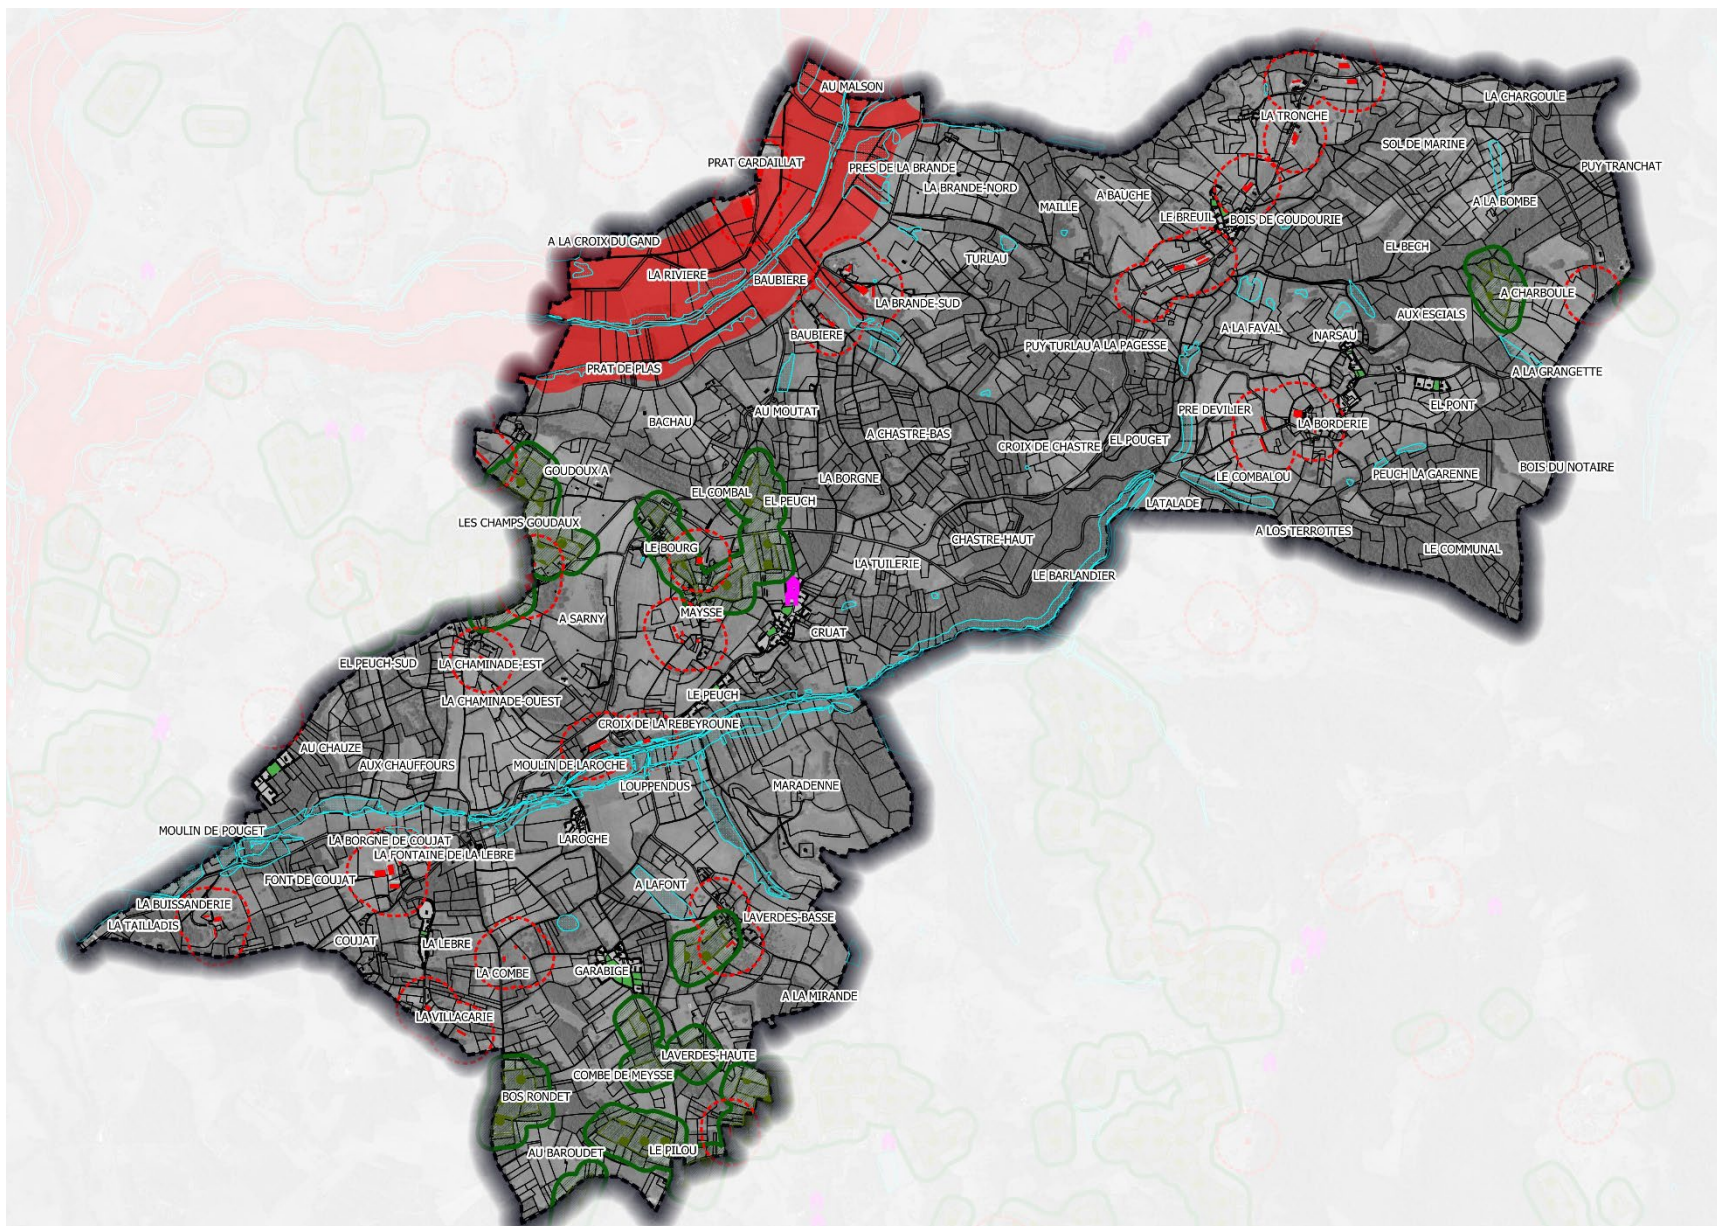 AU MALSON
LA CHARGOULE
LA TRONCHE
SOL DE MARINE
PRAT CARDAILLAT
PRES DE LA BRANDE
PUY TRANCHAT
LA BRANDE-NORD
A BAUCHE
A LA BOMBE
MAILLE
LE BREUIL
BOIS DE GOUDOURIE
A LA CROIX DU GAND
EL BECH
TURLAU
LA RIVIERE
BAUBIERE
A CHARBOULE
LA BRANDE-SUD
AUX ESCIALS
A LA FAVAL
NARSAU
BAUBIERE
PUY TURLAU
A LA PAGESSE
PRAT DE PLAS
A LA GRANGETTE
EL PONT
AU MOUTAT
PRE DEVILIER
BACHAU
LA BORDERIE
A CHASTRE-BAS
CROIX DE CHASTRE
EL POUGET
GOUDOUX A
BOIS DU NOTAIRE
LA BORGNE
LE COMBALOU
PEUCH LA GARENNE
EL COMBAL
EL PEUCH
LATALADE
LES CHAMPS GOUDAUX
A LOS TERROTTES
CHASTRE-HAUT
LE BOURG
LE COMMUNAL
LA TUILERIE
LE BARLANDIER
MAYSSE
A SARNY
CRUAT
EL PEUCH-SUD
LA CHAMINADE-EST
LE PEUCH
LA CHAMINADE-OUEST
CROIX DE LA REBEYROUNE
AU CHAUZE
AUX CHAUFFOURS
MOULIN DE LAROCHE
LOUPPENDUS
MARADENNE
MOULIN DE POUGET
LA BORGNE DE COUJAT
LAROCHE
LA FONTAINE DE LA LEBRE
FONT DE COUJAT
A LAFONT
LA BUISSANDERIE
LAVERDES-BASSE
LA TAILLADIS
COUJAT
LA LEBRE
LA COMBE
GARABIGE
A LA MIRANDE
LA VILLACARIE
LAVERDES-HAUTE
COMBE DE MEYSSE
BOS RONDET
AU BAROUDET
LE PILOU